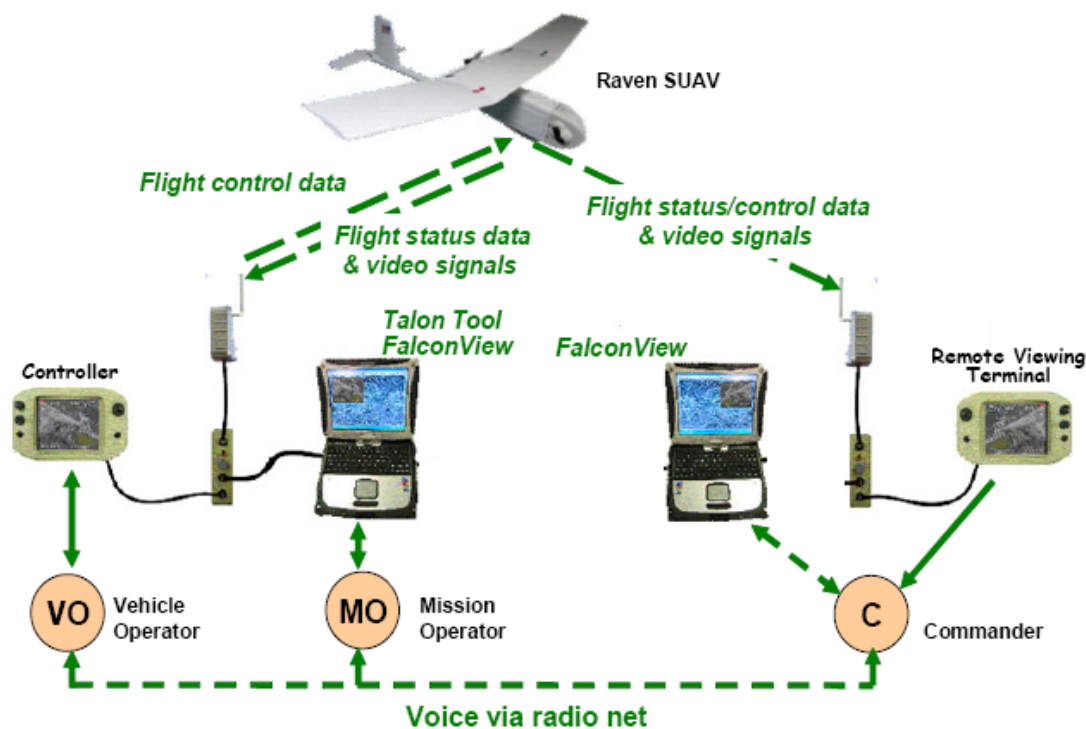 Raven SUAV
Flight control data
Flight status data
& video signals
Flight status/control data
& video signals
Talon Tool
FalconView
FalconView
Controller
Remote Viewing
Terminal
VO
Vehicle
Operator
MO
Mission
Operator
C
Commander
Voice via radio net